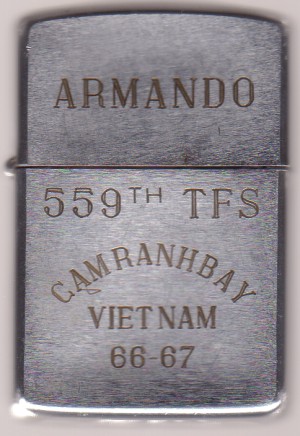 ARMANDO
559TH TFS
CAMRANHBAY
VIETNAM
66-67